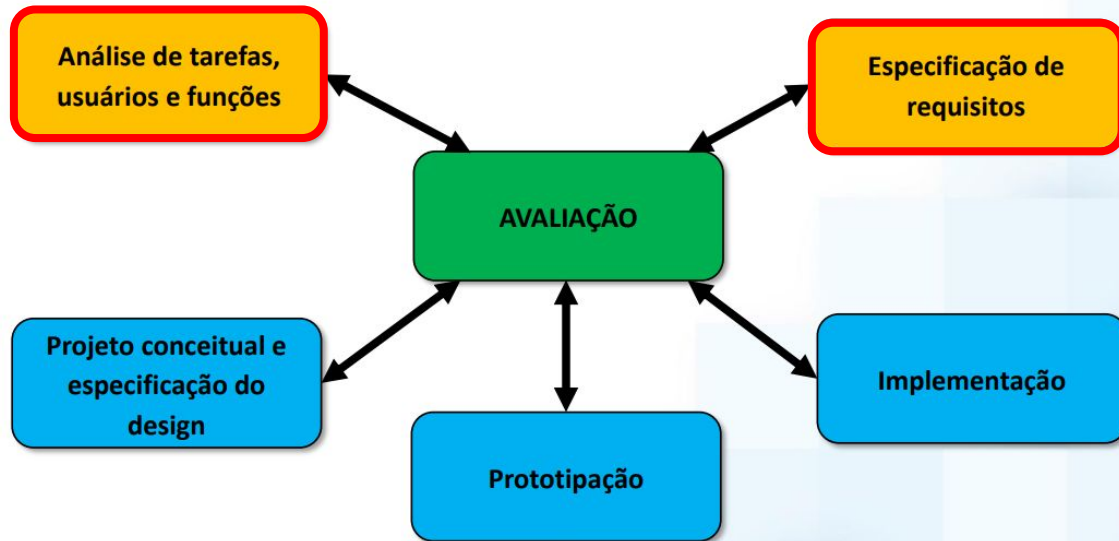 Análise de tarefas,
usuários e funções
Especificação de
requisitos
AVALIAÇÃO
Projeto conceitual e
especificação do
design
Prototipação
Implementação